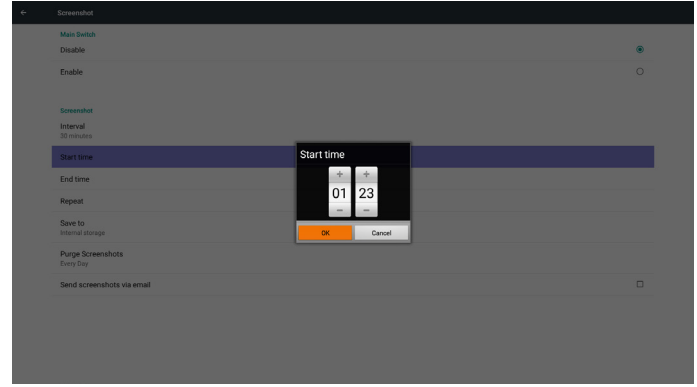 Screenshot
Main Switch
Disable
Enable
Screenshot
Interval
30 minutes
Start time
End time
Repeat
Save to
Internal storage
Purge Screenshots
Every Day
Send screenshots via email
Start time
+ +
01 23
- -
OK Cancel